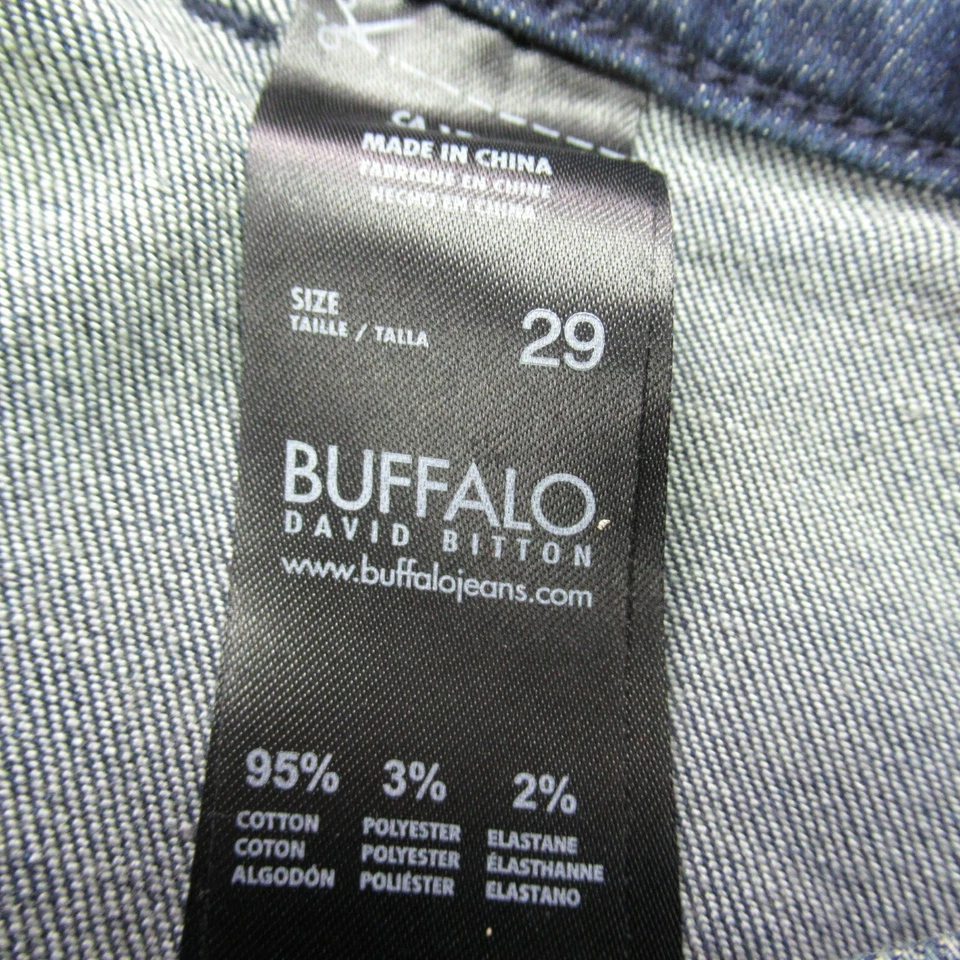 MADE IN CHINA
FABRIQUÉ EN CHINE
HECHO EN CHINA
SIZE
TAILLE / TALLA
29
BUFFALO
DAVID BITTON
www.buffalojeans.com
95% 3% 2%
COTTON POLYESTER ELASTANE
COTON POLYESTER ÉLASTHANNE
ALGODÓN POLIÉSTER ELASTANO